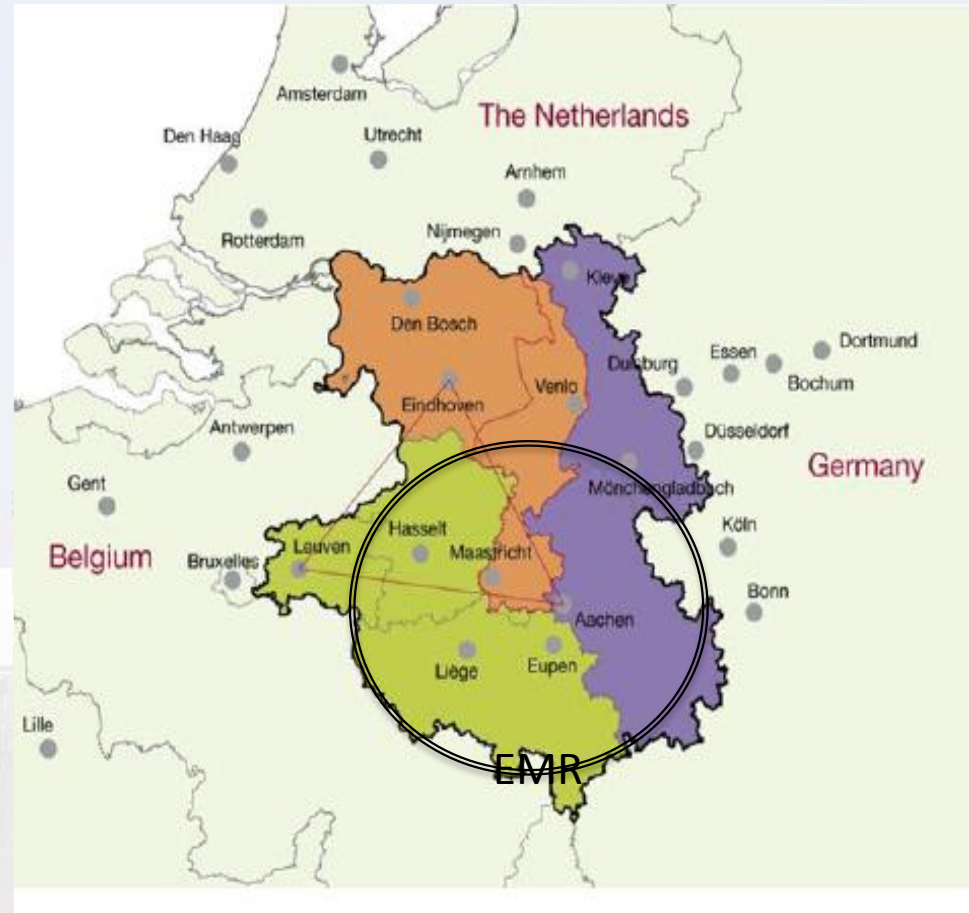 Amsterdam
The Netherlands
Den Haag
Utrecht
Arnhem
Rotterdam
Nijmegen
Kleve
Den Bosch
Duisburg
Essen
Dortmund
Bochum
Venlo
Eindhoven
Antwerpen
Düsseldorf
Germany
Mönchengladbach
Gent
Köln
Hasselt
Belgium
Bruxelles
Leuven
Maastricht
Bonn
Aachen
Liège
Eupen
Lille
EMR